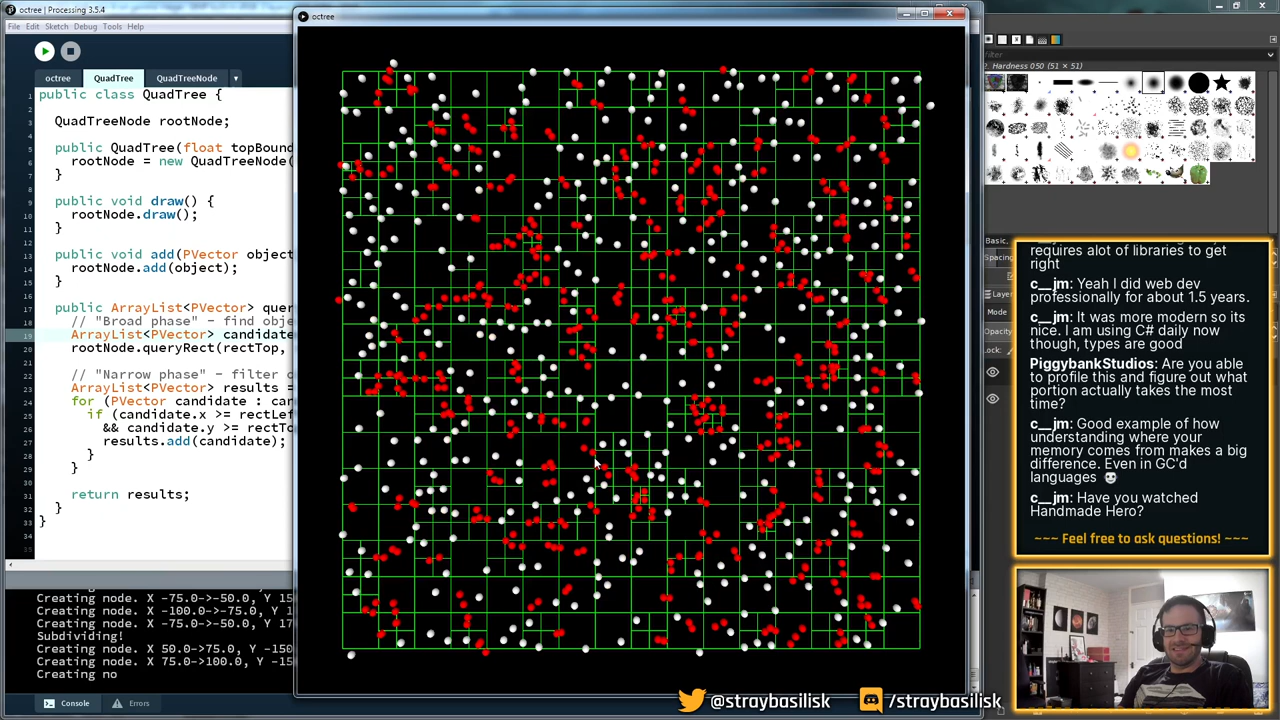 octree | Processing 3.5.4
File Edit Sketch Debug Tools Help
octree QuadTree QuadTreeNode
public class QuadTree {
QuadTreeNode rootNode;
public QuadTree(float topBound
rootNode = new QuadTreeNode(
}
public void draw() {
rootNode.draw();
}
public void add(PVector object
rootNode.add(object);
}
public ArrayList<PVector> quer
// "Broad phase" - find obje
ArrayList<PVector> candidate
rootNode.queryRect(rectTop,
// "Narrow phase" - filter c
ArrayList<PVector> results =
for (PVector candidate : can
if (candidate.x >= rectLef
&& candidate.y >= rectTo
results.add(candidate);
}
}
return results;
}
}
Creating node. X -75.0->-50.0, Y 15
Creating node. X -100.0->-75.0, Y 1
Creating node. X -75.0->-50.0, Y 17
Subdividing!
Creating node. X 50.0->75.0, Y -150
Creating node. X 75.0->100.0, Y -15
Creating no
Console Errors
octree
2. Hardness 050 (51 × 51)
Basic,
Spacing
Layers
Mode
Opacity
Lock:
requires alot of libraries to get
right
c__jm: Yeah I did web dev
professionally for about 1.5 years.
c__jm: It was more modern so its
nice. I am using C# daily now
though, types are good
PiggybankStudios: Are you able
to profile this and figure out what
portion actually takes the most
time?
c__jm: Good example of how
understanding where your
memory comes from makes a big
difference. Even in GC'd
languages
c__jm: Have you watched
Handmade Hero?
~~~ Feel free to ask questions! ~~~
@straybasilisk /straybasilisk